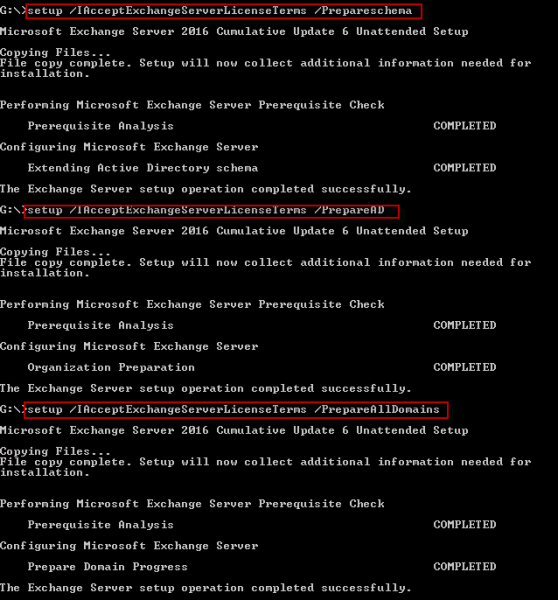 G:\>setup /IAcceptExchangeServerLicenseTerms /Prepareschema
Microsoft Exchange Server 2016 Cumulative Update 6 Unattended Setup
Copying Files...
File copy complete. Setup will now collect additional information needed for
installation.
Performing Microsoft Exchange Server Prerequisite Check
Prerequisite Analysis COMPLETED
Configuring Microsoft Exchange Server
Extending Active Directory schema COMPLETED
The Exchange Server setup operation completed successfully.
G:\>setup /IAcceptExchangeServerLicenseTerms /PrepareAD
Microsoft Exchange Server 2016 Cumulative Update 6 Unattended Setup
Copying Files...
File copy complete. Setup will now collect additional information needed for
installation.
Performing Microsoft Exchange Server Prerequisite Check
Prerequisite Analysis COMPLETED
Configuring Microsoft Exchange Server
Organization Preparation COMPLETED
The Exchange Server setup operation completed successfully.
G:\>setup /IAcceptExchangeServerLicenseTerms /PrepareAllDomains
Microsoft Exchange Server 2016 Cumulative Update 6 Unattended Setup
Copying Files...
File copy complete. Setup will now collect additional information needed for
installation.
Performing Microsoft Exchange Server Prerequisite Check
Prerequisite Analysis COMPLETED
Configuring Microsoft Exchange Server
Prepare Domain Progress COMPLETED
The Exchange Server setup operation completed successfully.